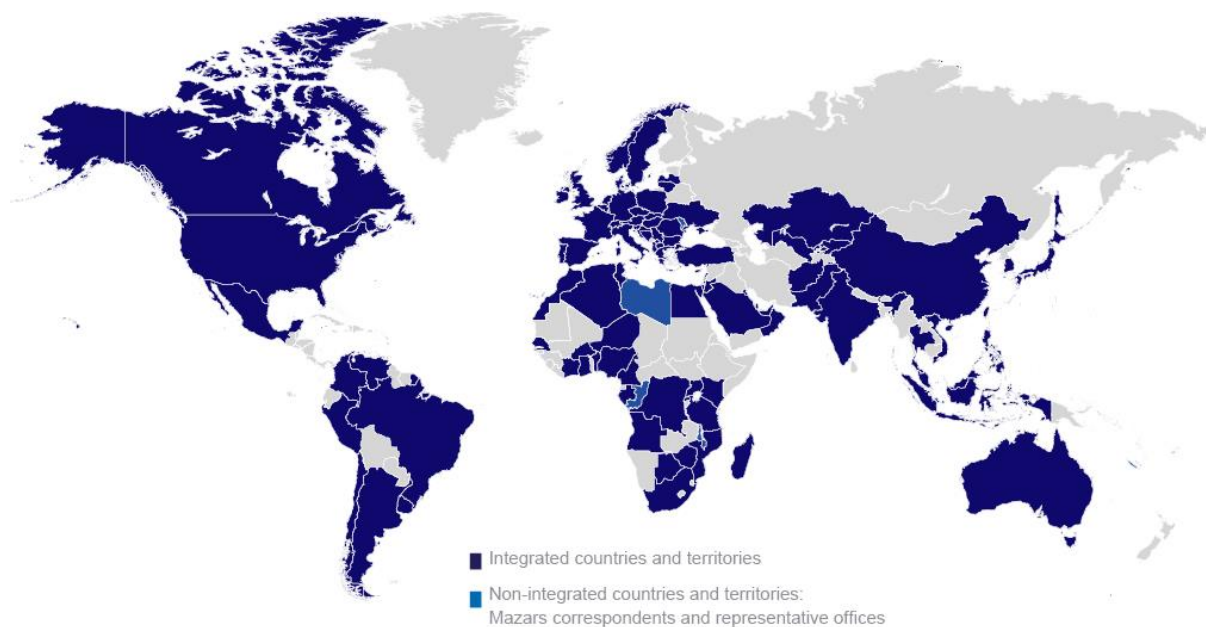 Integrated countries and territories
Non-integrated countries and territories:
Mazars correspondents and representative offices